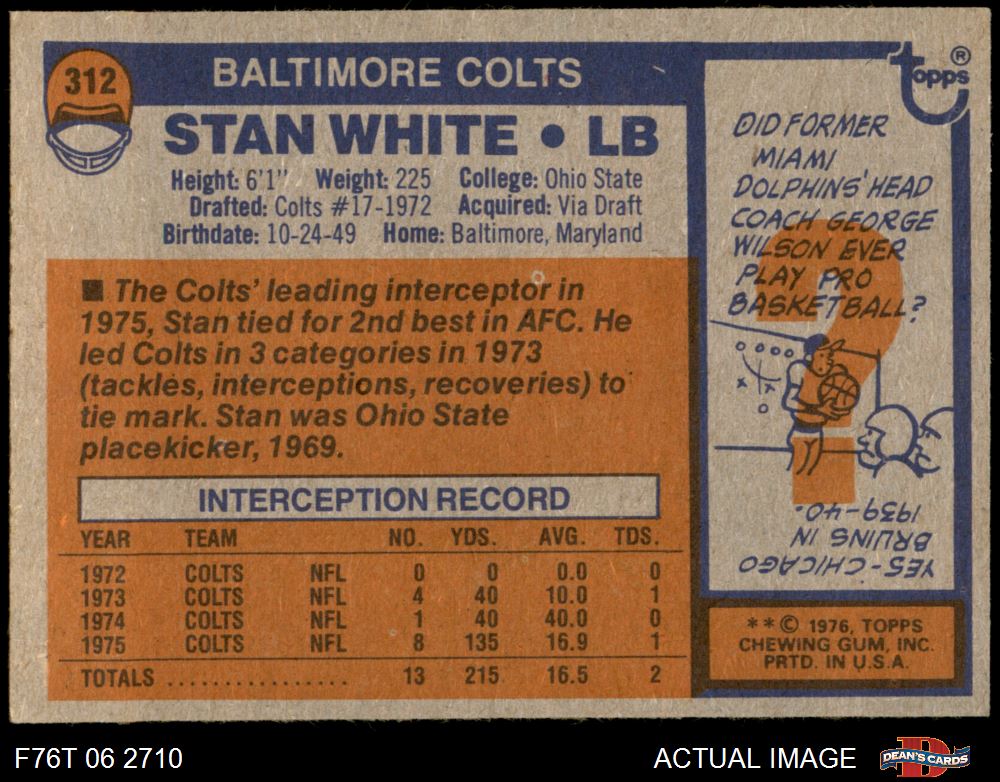 312
BALTIMORE COLTS
STAN WHITE • LB
Height: 6'1" Weight: 225 College: Ohio State
Drafted: Colts #17-1972 Acquired: Via Draft
Birthdate: 10-24-49 Home: Baltimore, Maryland
■ The Colts' leading interceptor in
1975, Stan tied for 2nd best in AFC. He
led Colts in 3 categories in 1973
(tackles, interceptions, recoveries) to
tie mark. Stan was Ohio State
placekicker, 1969.
INTERCEPTION RECORD
YEAR TEAM NO. YDS. AVG. TDS.
1972 COLTS NFL 0 0 0.0 0
1973 COLTS NFL 4 40 10.0 1
1974 COLTS NFL 1 40 40.0 0
1975 COLTS NFL 8 135 16.9 1
TOTALS ................ 13 215 16.5 2
Topps ®
DID FORMER
MIAMI
DOLPHINS' HEAD
COACH GEORGE
WILSON EVER
PLAY PRO
BASKETBALL?
?
YES-CHICAGO
BRUINS IN
1939-40.
**© 1976, TOPPS
CHEWING GUM, INC.
PRTD. IN U.S.A.
F76T 06 2710
ACTUAL IMAGE
DEAN'S CARDS